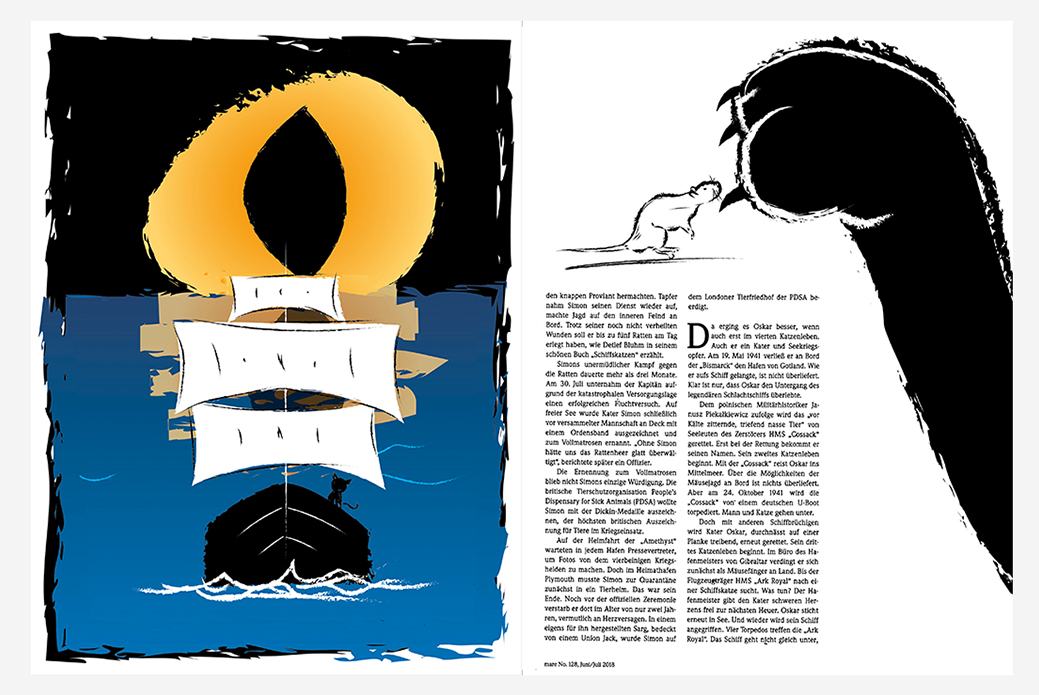 den knappen Proviant hermachten. Tapfer
nahm Simon seinen Dienst wieder auf,
machte Jagd auf den inneren Feind an
Bord. Trotz seiner noch nicht verheilten
Wunden soll er bis zu fünf Ratten am Tag
erlegt haben, wie Detlef Bluhm in seinem
schönen Buch „Schiffskatzen“ erzählt.
Simons unermüdlicher Kampf gegen
die Ratten dauerte mehr als drei Monate.
Am 30. Juli unternahm der Kapitän auf-
grund der katastrophalen Versorgungslage
einen erfolgreichen Fluchtversuch. Auf
freier See wurde Kater Simon schließlich
vor versammelter Mannschaft an Deck mit
einem Ordensband ausgezeichnet und
zum Vollmatrosen ernannt. „Ohne Simon
hätte uns das Rattenheer glatt überwäl-
tigt“, berichtete später ein Offizier.
Die Ernennung zum Vollmatrosen
blieb nicht Simons einzige Würdigung. Die
britische Tierschutzorganisation People’s
Dispensary for Sick Animals (PDSA) wollte
Simon mit der Dickin-Medaille auszeich-
nen, der höchsten britischen Auszeich-
nung für Tiere im Kriegseinsatz.
Auf der Heimfahrt der „Amethyst“
warteten in jedem Hafen Pressevertreter,
um Fotos von dem vierbeinigen Kriegs-
helden zu machen. Doch im Heimathafen
Plymouth musste Simon zur Quarantäne
zunächst in ein Tierheim. Das war sein
Ende. Noch vor der offiziellen Zeremonie
verstarb er dort im Alter von nur zwei Jah-
ren, vermutlich an Herzversagen. In einem
eigens für ihn hergestellten Sarg, bedeckt
von einem Union Jack, wurde Simon auf
dem Londoner Tierfriedhof der PDSA be-
erdigt.
Da erging es Oskar besser, wenn
auch erst im vierten Katzenleben.
Auch er ein Kater und Seekriegs-
opfer. Am 19. Mai 1941 verließ er an Bord
der „Bismarck“ den Hafen von Gotland. Wie
er aufs Schiff gelangte, ist nicht überliefert.
Klar ist nur, dass Oskar den Untergang des
legendären Schlachtschiffs überlebte.
Dem polnischen Militärhistoriker Ja-
nusz Piekałkiewicz zufolge wird das „vor
Kälte zitternde, triefend nasse Tier“ von
Seeleuten des Zerstörers HMS „Cossack“
gerettet. Erst bei der Rettung bekommt er
seinen Namen. Sein zweites Katzenleben
beginnt. Mit der „Cossack“ reist Oskar ins
Mittelmeer. Über die Möglichkeiten der
Mäusejagd an Bord ist nichts überliefert.
Aber am 24. Oktober 1941 wird die
„Cossack“ von einem deutschen U-Boot
torpediert. Mann und Katze gehen unter.
Doch mit anderen Schiffbrüchigen
wird Kater Oskar, durchnässt auf einer
Planke treibend, erneut gerettet. Sein drit-
tes Katzenleben beginnt. Im Büro des Ha-
fenmeisters von Gibraltar verdingt er sich
zunächst als Mäusefänger an Land. Bis der
Flugzeugträger HMS „Ark Royal“ nach ei-
ner Schiffskatze sucht. Was tun? Der Ha-
fenmeister gibt den Kater schweren Her-
zens frei zur nächsten Heuer. Oskar sticht
erneut in See. Und wieder wird sein Schiff
angegriffen. Vier Torpedos treffen die „Ark
Royal“. Das Schiff geht nicht gleich unter,
mare No. 128, Juni/Juli 2018